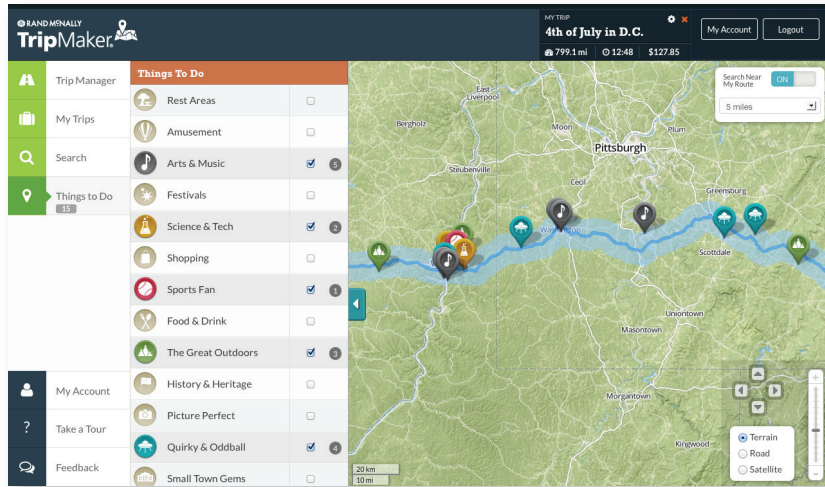 RAND MCNALLY
TripMaker®
MY TRIP
4th of July in D.C.
799.1 mi
12:48
$127.85
My Account
Logout
Trip Manager
My Trips
Search
Things to Do
15
My Account
?
Take a Tour
Feedback
Things To Do
Rest Areas
Amusement
Arts & Music
5
Festivals
Science & Tech
2
Shopping
Sports Fan
1
Food & Drink
The Great Outdoors
3
History & Heritage
Picture Perfect
Quirky & Oddball
4
Small Town Gems
Search Near
My Route
ON
5 miles
East
Liverpool
Bergholz
Moon
Plum
Pittsburgh
Steubenville
Cecil
Greensburg
Scottdale
Uniontown
Masontown
Morgantown
Kingwood
20 km
10 mi
+
−
Terrain
Road
Satellite